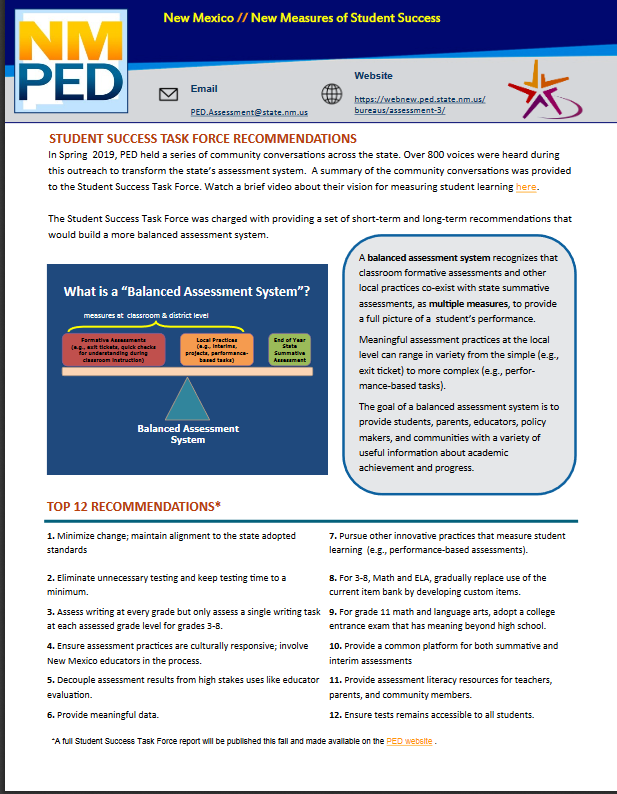 NM
PED
New Mexico // New Measures of Student Success
Email
PED.Assessment@state.nm.us
Website
https://webnew.ped.state.nm.us/
bureaus/assessment-3/
STUDENT SUCCESS TASK FORCE RECOMMENDATIONS
In Spring 2019, PED held a series of community conversations across the state. Over 800 voices were heard during
this outreach to transform the state's assessment system. A summary of the community conversations was provided
to the Student Success Task Force. Watch a brief video about their vision for measuring student learning here.
The Student Success Task Force was charged with providing a set of short-term and long-term recommendations that
would build a more balanced assessment system.
What is a "Balanced Assessment System"?
measures at classroom & district level
Formative Assessments
(e.g., exit tickets, quick checks
for understanding during
classroom instruction)
Local Practices
(e.g., interims,
projects, performance-
based tasks)
End of Year
State
Summative
Assessment
Balanced Assessment
System
A balanced assessment system recognizes that
classroom formative assessments and other
local practices co-exist with state summative
assessments, as multiple measures, to provide
a full picture of a student's performance.
Meaningful assessment practices at the local
level can range in variety from the simple (e.g.,
exit ticket) to more complex (e.g., perfor-
mance-based tasks).
The goal of a balanced assessment system is to
provide students, parents, educators, policy
makers, and communities with a variety of
useful information about academic
achievement and progress.
TOP 12 RECOMMENDATIONS*
1. Minimize change; maintain alignment to the state adopted
standards
2. Eliminate unnecessary testing and keep testing time to a
minimum.
3. Assess writing at every grade but only assess a single writing task
at each assessed grade level for grades 3-8.
4. Ensure assessment practices are culturally responsive; involve
New Mexico educators in the process.
5. Decouple assessment results from high stakes uses like educator
evaluation.
6. Provide meaningful data.
7. Pursue other innovative practices that measure student
learning (e.g., performance-based assessments).
8. For 3-8, Math and ELA, gradually replace use of the
current item bank by developing custom items.
9. For grade 11 math and language arts, adopt a college
entrance exam that has meaning beyond high school.
10. Provide a common platform for both summative and
interim assessments
11. Provide assessment literacy resources for teachers,
parents, and community members.
12. Ensure tests remains accessible to all students.
*A full Student Success Task Force report will be published this fall and made available on the PED website .